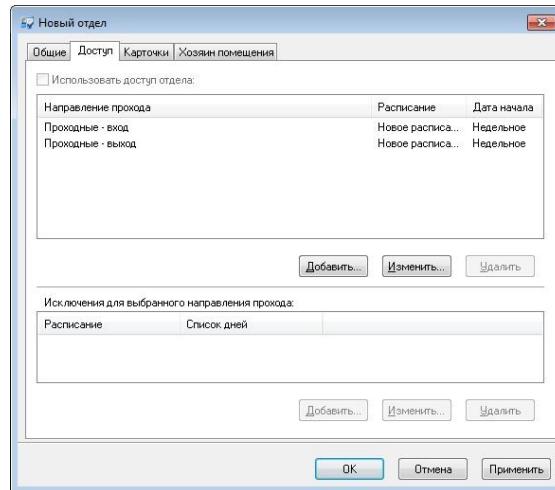 Новый отдел
Общие Доступ Карточки Хозяин помещения
Использовать доступ отдела:
Направление прохода Расписание Дата начала
Проходные - вход Новое расписа... Недельное
Проходные - выход Новое расписа... Недельное
Добавить... Изменить... Удалить
Исключения для выбранного направления прохода:
Расписание Список дней
Добавить... Изменить... Удалить
OK Отмена Применить